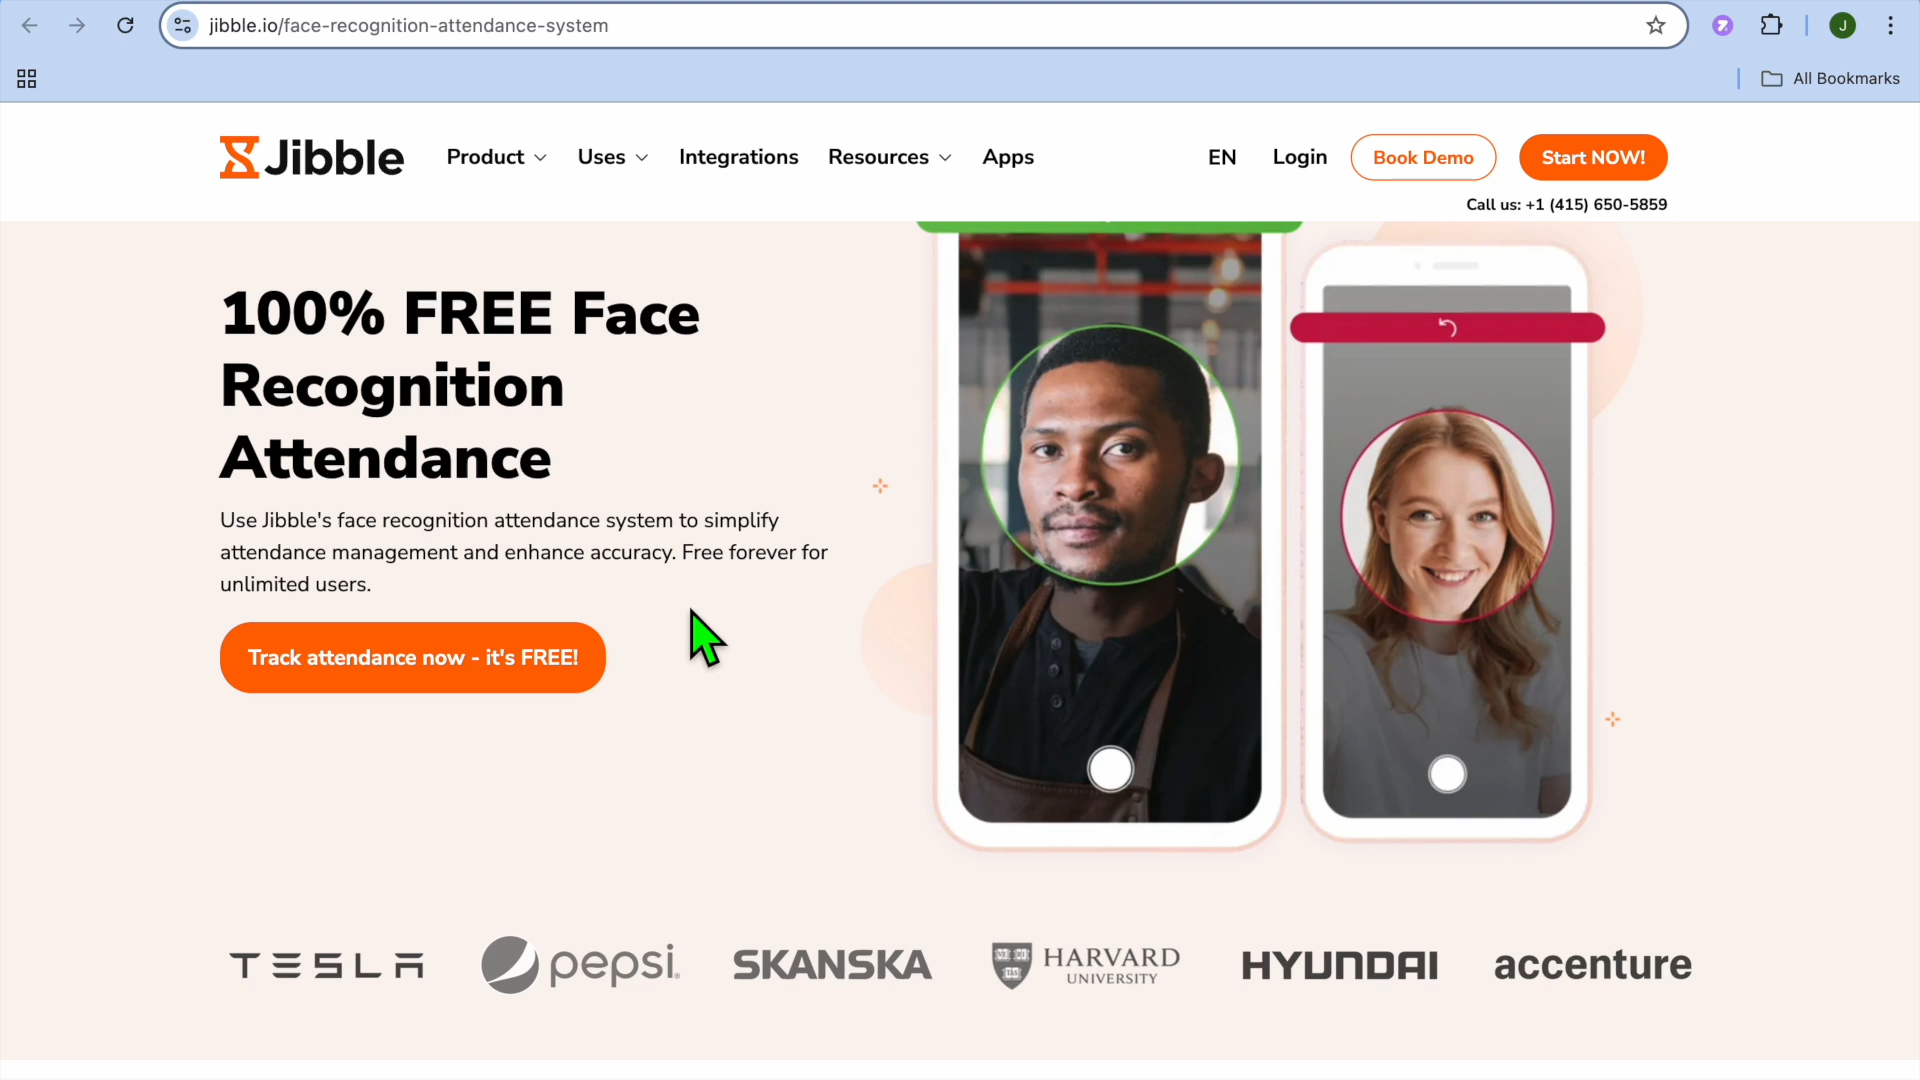 jibble.io/face-recognition-attendance-system
J
All Bookmarks
Jibble
Product
Uses
Integrations
Resources
Apps
EN
Login
Book Demo
Start NOW!
Call us: +1 (415) 650-5859
100% FREE Face
Recognition
Attendance
Use Jibble's face recognition attendance system to simplify
attendance management and enhance accuracy. Free forever for
unlimited users.
Track attendance now - it's FREE!
TESLA
pepsi
SKANSKA
HARVARD
UNIVERSITY
HYUNDAI
accenture